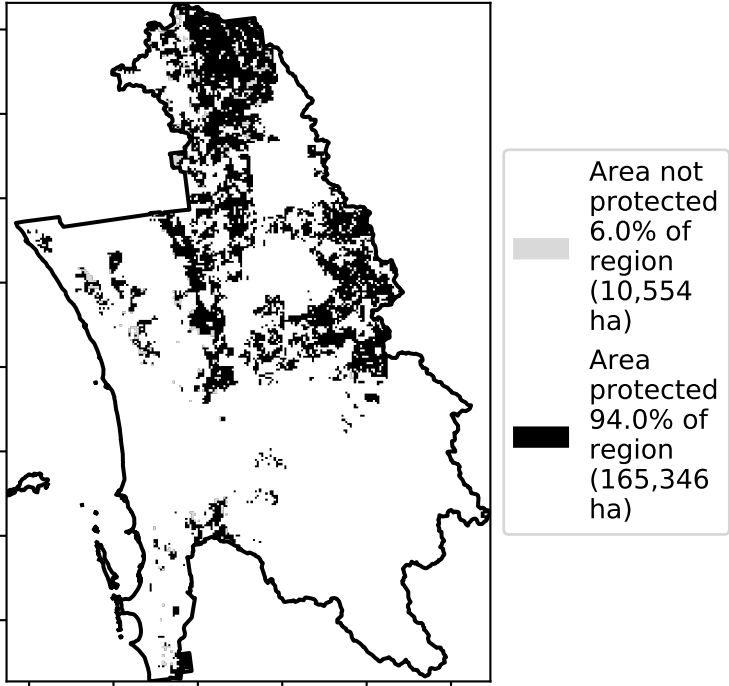 Area not
protected
6.0% of
region
(10,554
ha)
Area
protected
94.0% of
region
(165,346
ha)